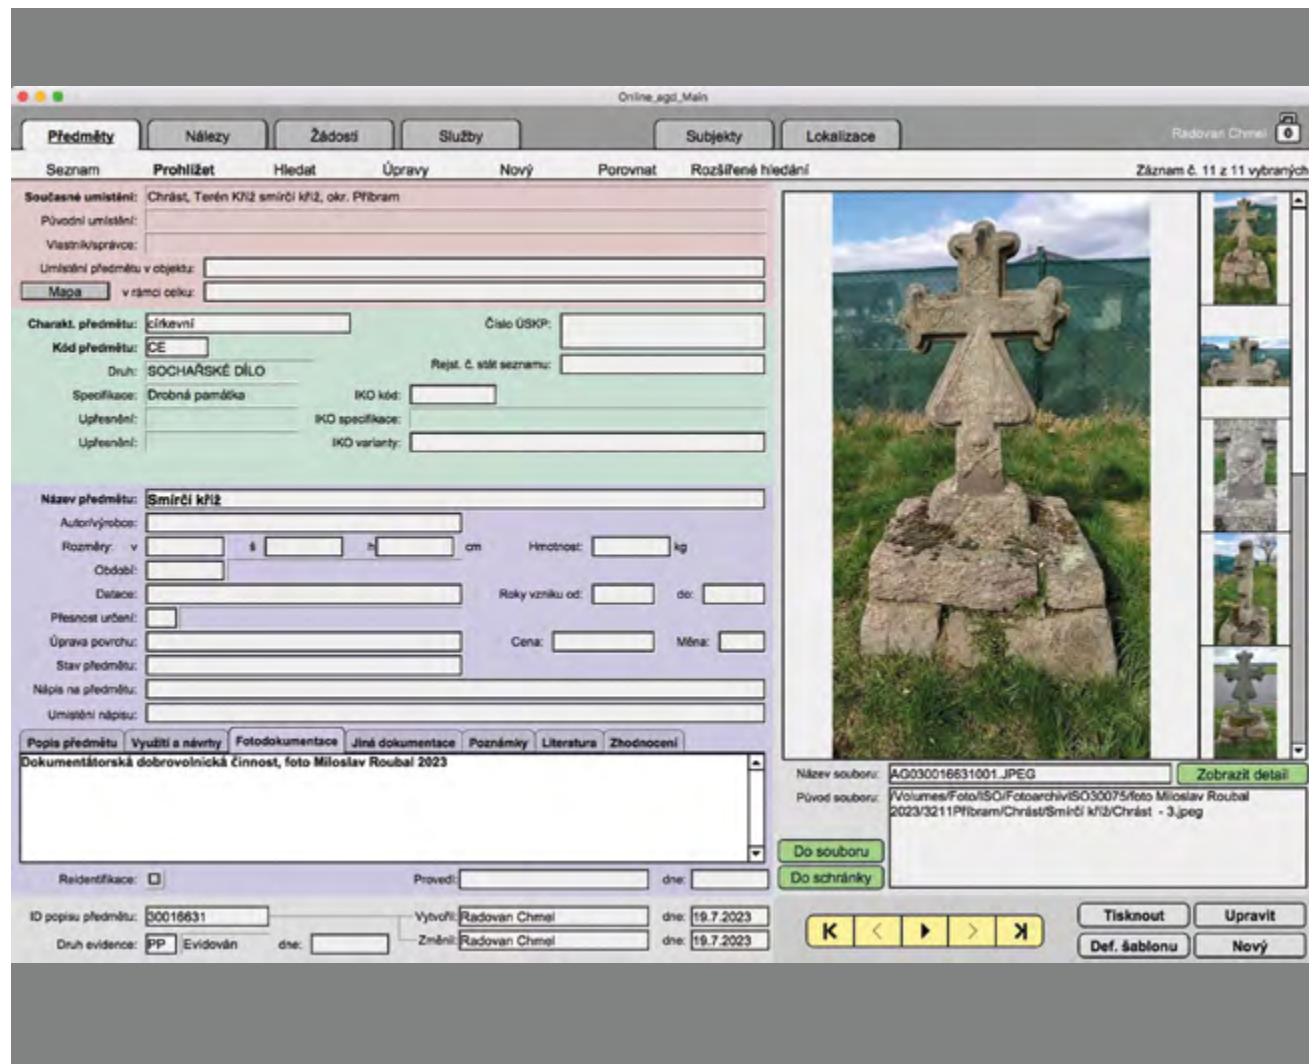 Online_agd_Main
Předměty Nálezy Žádosti Služby Subjekty Lokalizace Radovan Chmel 0
Seznam Prohlížet Hledat Úpravy Nový Porovnat Rozšířené hledání Záznam č. 11 z 11 vybraných
Současné umístění: Chrást, Terén Kříž smírčí kříž, okr. Příbram
Původní umístění:
Vlastník/správce:
Umístění předmětu v objektu:
Mapa v rámci celku:
Charakt. předmětu: církevní Číslo ÚSKP:
Kód předmětu: CE
Druh: SOCHAŘSKÉ DÍLO Rejst. č. stát seznamu:
Specifikace: Drobná památka IKO kód:
Upřesnění: IKO specifikace:
Upřesnění: IKO varianty:
Název předmětu: Smírčí kříž
Autor/výrobce:
Rozměry: v š h cm Hmotnost: kg
Období:
Datace: Roky vzniku od: do:
Přesnost určení:
Úprava povrchu: Cena: Měna:
Stav předmětu:
Nápis na předmětu:
Umístění nápisu:
Popis předmětu Využití a návrhy Fotodokumentace Jiná dokumentace Poznámky Literatura Zhodnocení
Dokumentátorská dobrovolnická činnost, foto Miloslav Roubal 2023
Název souboru: AG030016631001.JPEG Zobrazit detail
Původ souboru: /Volumes/Foto/ISO/FotoarchivISO30075/foto Miloslav Roubal
2023/3211Příbram/Chrást/Smírčí kříž/Chrást - 3.jpeg
Do souboru
Do schránky
Reidentifikace: Provedl: dne:
ID popisu předmětu: 30016631 Vytvořil: Radovan Chmel dne: 19.7.2023
Druh evidence: PP Evidován dne: Změnil: Radovan Chmel dne: 19.7.2023
Tisknout Upravit
Def. šablonu Nový